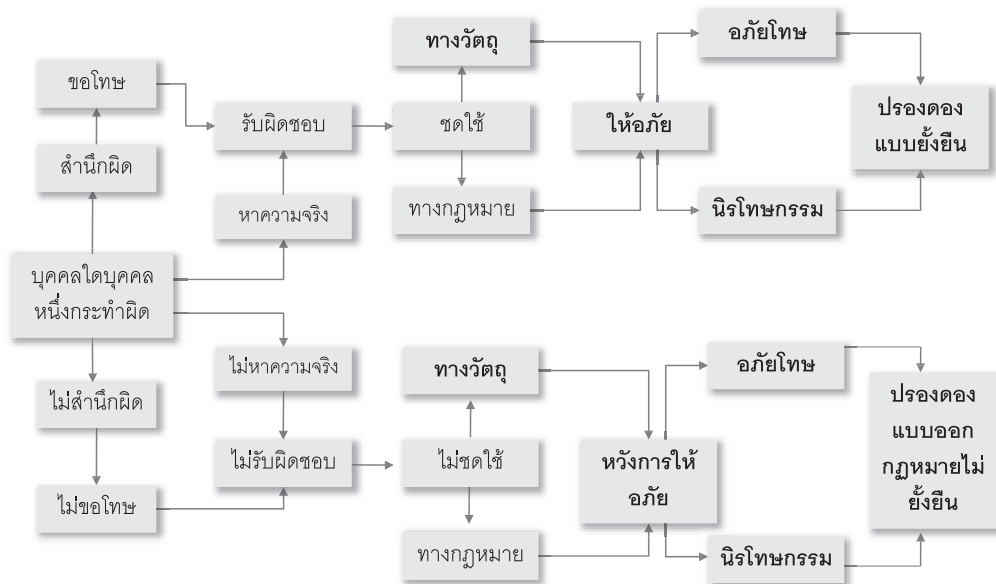 ทางวัตถุ
อภัยโทษ
ขอโทษ
รับผิดชอบ
ชดใช้
ให้อภัย
ปรองดอง
แบบยั่งยืน
สำนึกผิด
หาความจริง
ทางกฎหมาย
นิรโทษกรรม
บุคคลใดบุคคล
หนึ่งกระทำผิด
ไม่หาความจริง
ทางวัตถุ
อภัยโทษ
ไม่สำนึกผิด
ปรองดอง
แบบออก
กฎหมายไม่
ยั่งยืน
ไม่รับผิดชอบ
ไม่ชดใช้
หวังการให้
อภัย
ไม่ขอโทษ
ทางกฎหมาย
นิรโทษกรรม